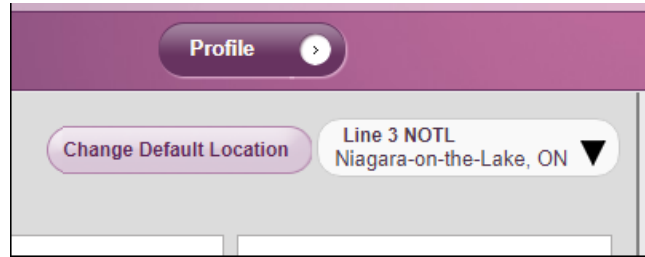 Profile
Change Default Location
Line 3 NOTL
Niagara-on-the-Lake, ON